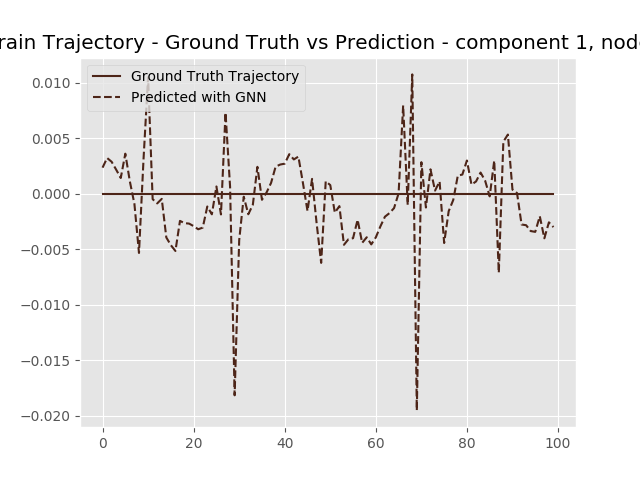 rain Trajectory - Ground Truth vs Prediction - component 1, nod
Ground Truth Trajectory
Predicted with GNN
0.010
0.005
0.000
−0.005
−0.010
−0.015
−0.020
0 20 40 60 80 100